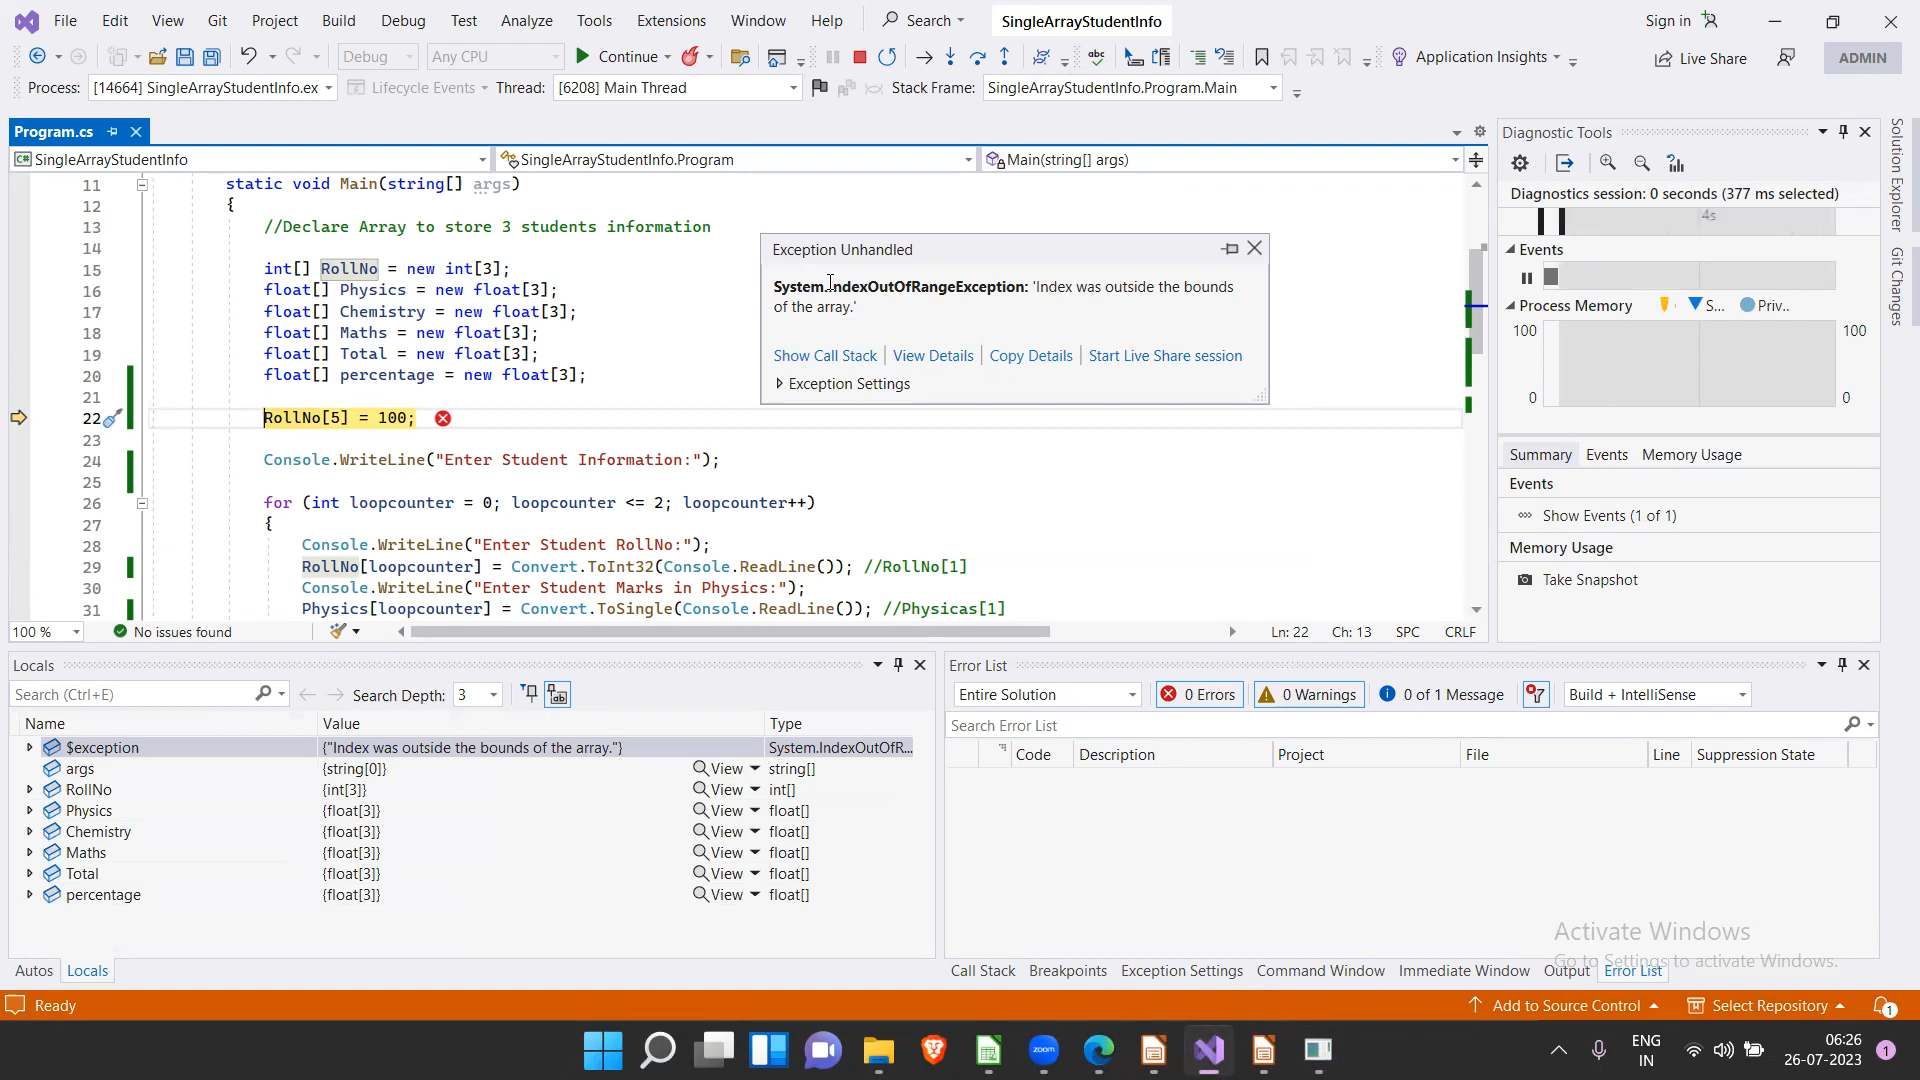 File Edit View Git Project Build Debug Test Analyze Tools Extensions Window Help Search SingleArrayStudentInfo Sign in
Debug Any CPU Continue abc Application Insights Live Share ADMIN
Process: [14664] SingleArrayStudentInfo.ex Lifecycle Events Thread: [6208] Main Thread Stack Frame: SingleArrayStudentInfo.Program.Main
Program.cs
C# SingleArrayStudentInfo SingleArrayStudentInfo.Program Main(string[] args)
11 static void Main(string[] args)
12 {
13 //Declare Array to store 3 students information
14
15 int[] RollNo = new int[3];
16 float[] Physics = new float[3];
17 float[] Chemistry = new float[3];
18 float[] Maths = new float[3];
19 float[] Total = new float[3];
20 float[] percentage = new float[3];
21
22 RollNo[5] = 100;
23
24 Console.WriteLine("Enter Student Information:");
25
26 for (int loopcounter = 0; loopcounter <= 2; loopcounter++)
27 {
28 Console.WriteLine("Enter Student RollNo:");
29 RollNo[loopcounter] = Convert.ToInt32(Console.ReadLine()); //RollNo[1]
30 Console.WriteLine("Enter Student Marks in Physics:");
31 Physics[loopcounter] = Convert.ToSingle(Console.ReadLine()); //Physicas[1]
Exception Unhandled
System.IndexOutOfRangeException: 'Index was outside the bounds
of the array.'
Show Call Stack | View Details | Copy Details | Start Live Share session
Exception Settings
100 % No issues found Ln: 22 Ch: 13 SPC CRLF
Diagnostic Tools
Diagnostics session: 0 seconds (377 ms selected)
4s
Events
Process Memory S... Priv..
100 100
0 0
Summary Events Memory Usage
Events
Show Events (1 of 1)
Memory Usage
Take Snapshot
Solution Explorer
Git Changes
Locals
Search (Ctrl+E) Search Depth: 3
Name Value Type
$exception {"Index was outside the bounds of the array."} System.IndexOutOfR...
args {string[0]} View string[]
RollNo {int[3]} View int[]
Physics {float[3]} View float[]
Chemistry {float[3]} View float[]
Maths {float[3]} View float[]
Total {float[3]} View float[]
percentage {float[3]} View float[]
Autos Locals
Error List
Entire Solution 0 Errors 0 Warnings 0 of 1 Message Build + IntelliSense
Search Error List
Code Description Project File Line Suppression State
Activate Windows
Go to Settings to activate Windows.
Call Stack Breakpoints Exception Settings Command Window Immediate Window Output Error List
Ready Add to Source Control Select Repository 1
zoom
ENG
IN
06:26
26-07-2023
1